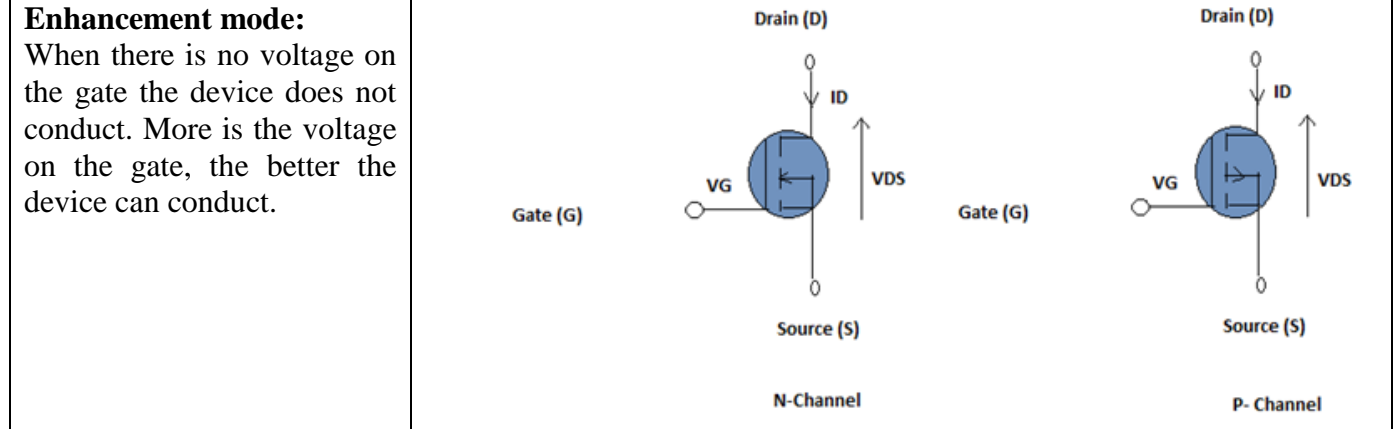 Enhancement mode:
When there is no voltage on
the gate the device does not
conduct. More is the voltage
on the gate, the better the
device can conduct.
Drain (D)
ID
VG
VDS
Gate (G)
Source (S)
N-Channel
Drain (D)
ID
VG
VDS
Gate (G)
Source (S)
P- Channel